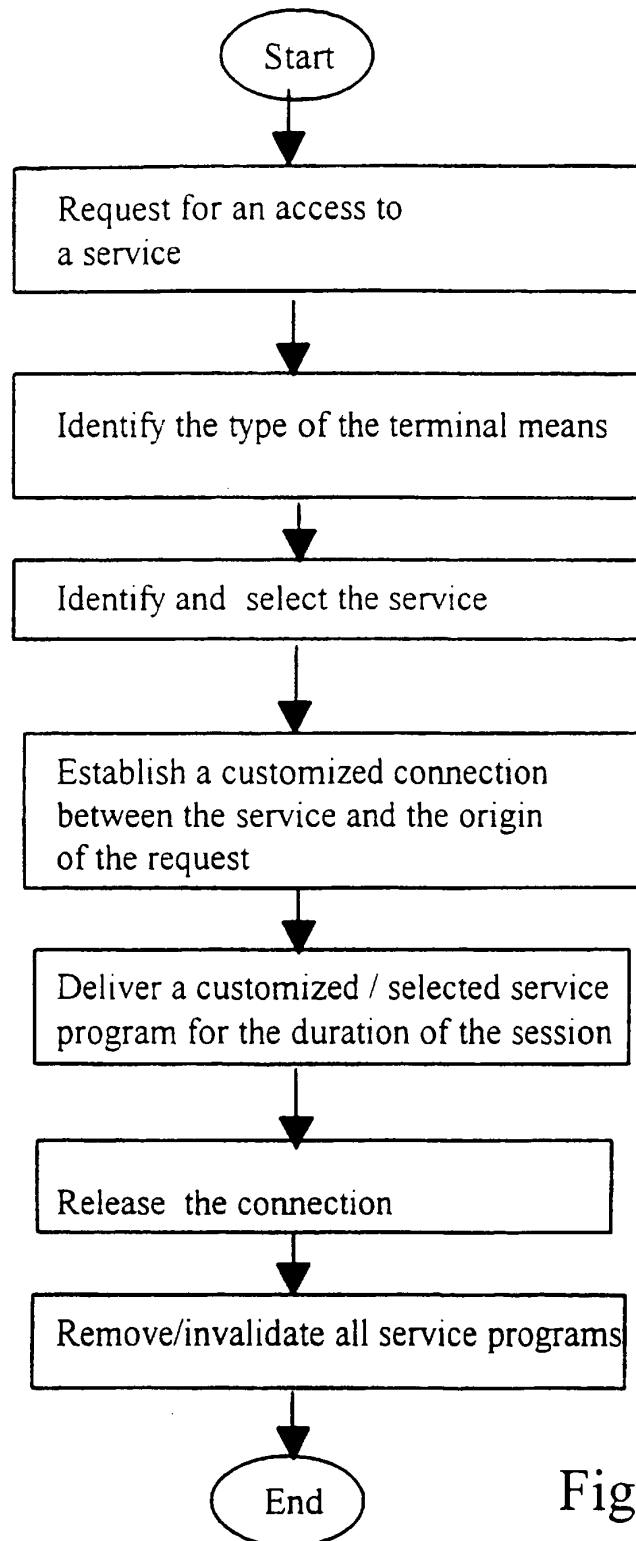 Start
Request for an access to
a service
Identify the type of the terminal means
Identify and select the service
Establish a customized connection
between the service and the origin
of the request
Deliver a customized / selected service
program for the duration of the session
Release the connection
Remove/invalidate all service programs
End
Fig